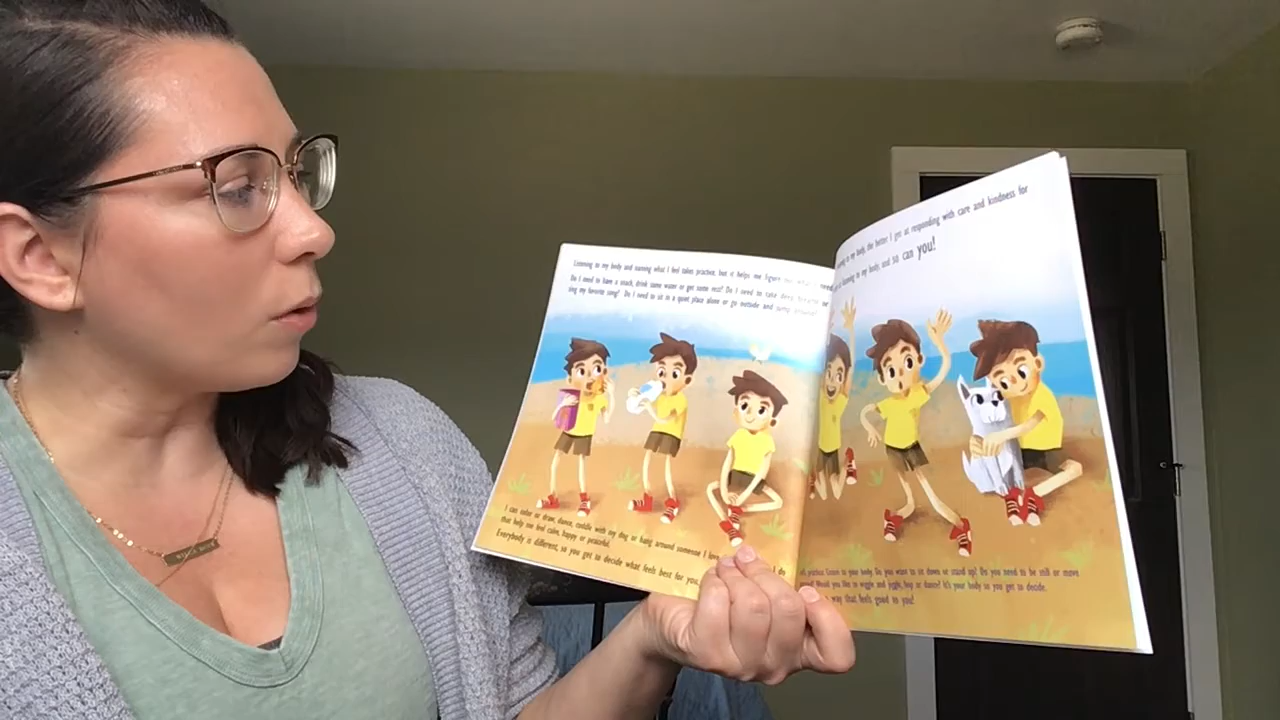 Listening to my body and naming what I feel takes practice, but it helps me figure out what I need.
Do I need to have a snack, drink some water or get some rest? Do I need to take deep breaths or
sing my favorite song? Do I need to sit in a quiet place alone or go outside and jump around?
I can color or draw, dance, cuddle with my dog or hang around someone I love
that help me feel calm, happy or peaceful.
Everybody is different, so you get to decide what feels best for you.
I do
to my body, the better I get at responding with care and kindness for
listening to my body, and so can you!
practice. Listen to your body. Do you want to sit down or stand up? Do you need to be still or move
Would you like to wiggle and jiggle, hop or dance? It's your body so you get to decide.
way that feels good to you!